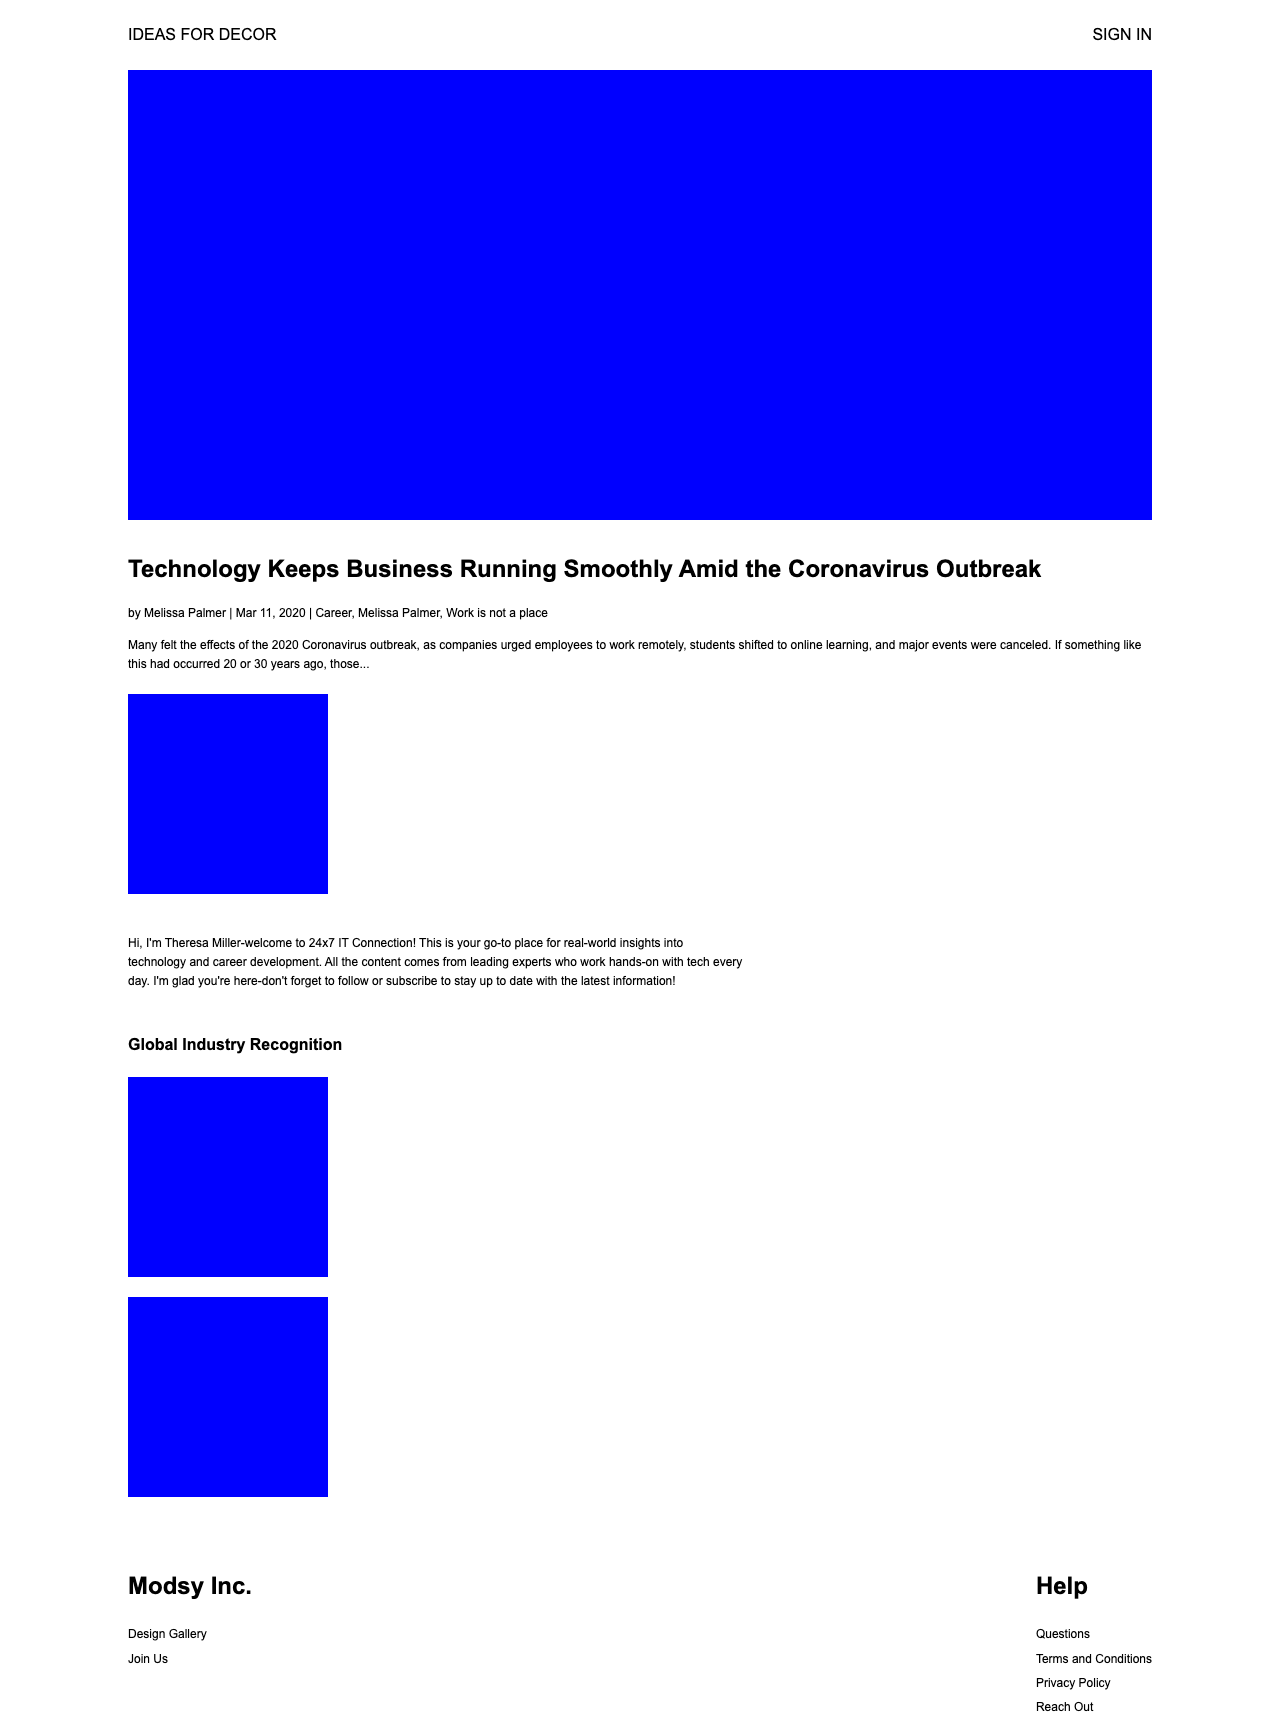 IDEAS FOR DECOR
SIGN IN
Technology Keeps Business Running Smoothly Amid the Coronavirus Outbreak
by Melissa Palmer | Mar 11, 2020 | Career, Melissa Palmer, Work is not a place
Many felt the effects of the 2020 Coronavirus outbreak, as companies urged employees to work remotely, students shifted to online learning, and major events were canceled. If something like
this had occurred 20 or 30 years ago, those...
Hi, I'm Theresa Miller-welcome to 24x7 IT Connection! This is your go-to place for real-world insights into
technology and career development. All the content comes from leading experts who work hands-on with tech every
day. I'm glad you're here-don't forget to follow or subscribe to stay up to date with the latest information!
Global Industry Recognition
Modsy Inc.
Design Gallery
Join Us
Help
Questions
Terms and Conditions
Privacy Policy
Reach Out